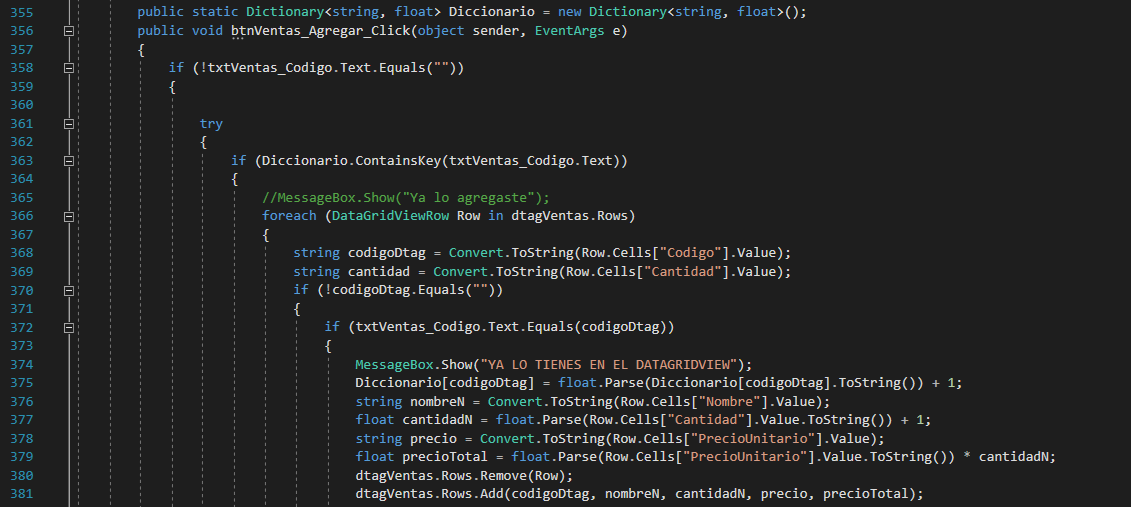 355 public static Dictionary<string, float> Diccionario = new Dictionary<string, float>();
356 public void btnVentas_Agregar_Click(object sender, EventArgs e)
357 {
358 if (!txtVentas_Codigo.Text.Equals(""))
359 {
360
361 try
362 {
363 if (Diccionario.ContainsKey(txtVentas_Codigo.Text))
364 {
365 //MessageBox.Show("Ya lo agregaste");
366 foreach (DataGridViewRow Row in dtagVentas.Rows)
367 {
368 string codigoDtag = Convert.ToString(Row.Cells["Codigo"].Value);
369 string cantidad = Convert.ToString(Row.Cells["Cantidad"].Value);
370 if (!codigoDtag.Equals(""))
371 {
372 if (txtVentas_Codigo.Text.Equals(codigoDtag))
373 {
374 MessageBox.Show("YA LO TIENES EN EL DATAGRIDVIEW");
375 Diccionario[codigoDtag] = float.Parse(Diccionario[codigoDtag].ToString()) + 1;
376 string nombreN = Convert.ToString(Row.Cells["Nombre"].Value);
377 float cantidadN = float.Parse(Row.Cells["Cantidad"].Value.ToString()) + 1;
378 string precio = Convert.ToString(Row.Cells["PrecioUnitario"].Value);
379 float precioTotal = float.Parse(Row.Cells["PrecioUnitario"].Value.ToString()) * cantidadN;
380 dtagVentas.Rows.Remove(Row);
381 dtagVentas.Rows.Add(codigoDtag, nombreN, cantidadN, precio, precioTotal);